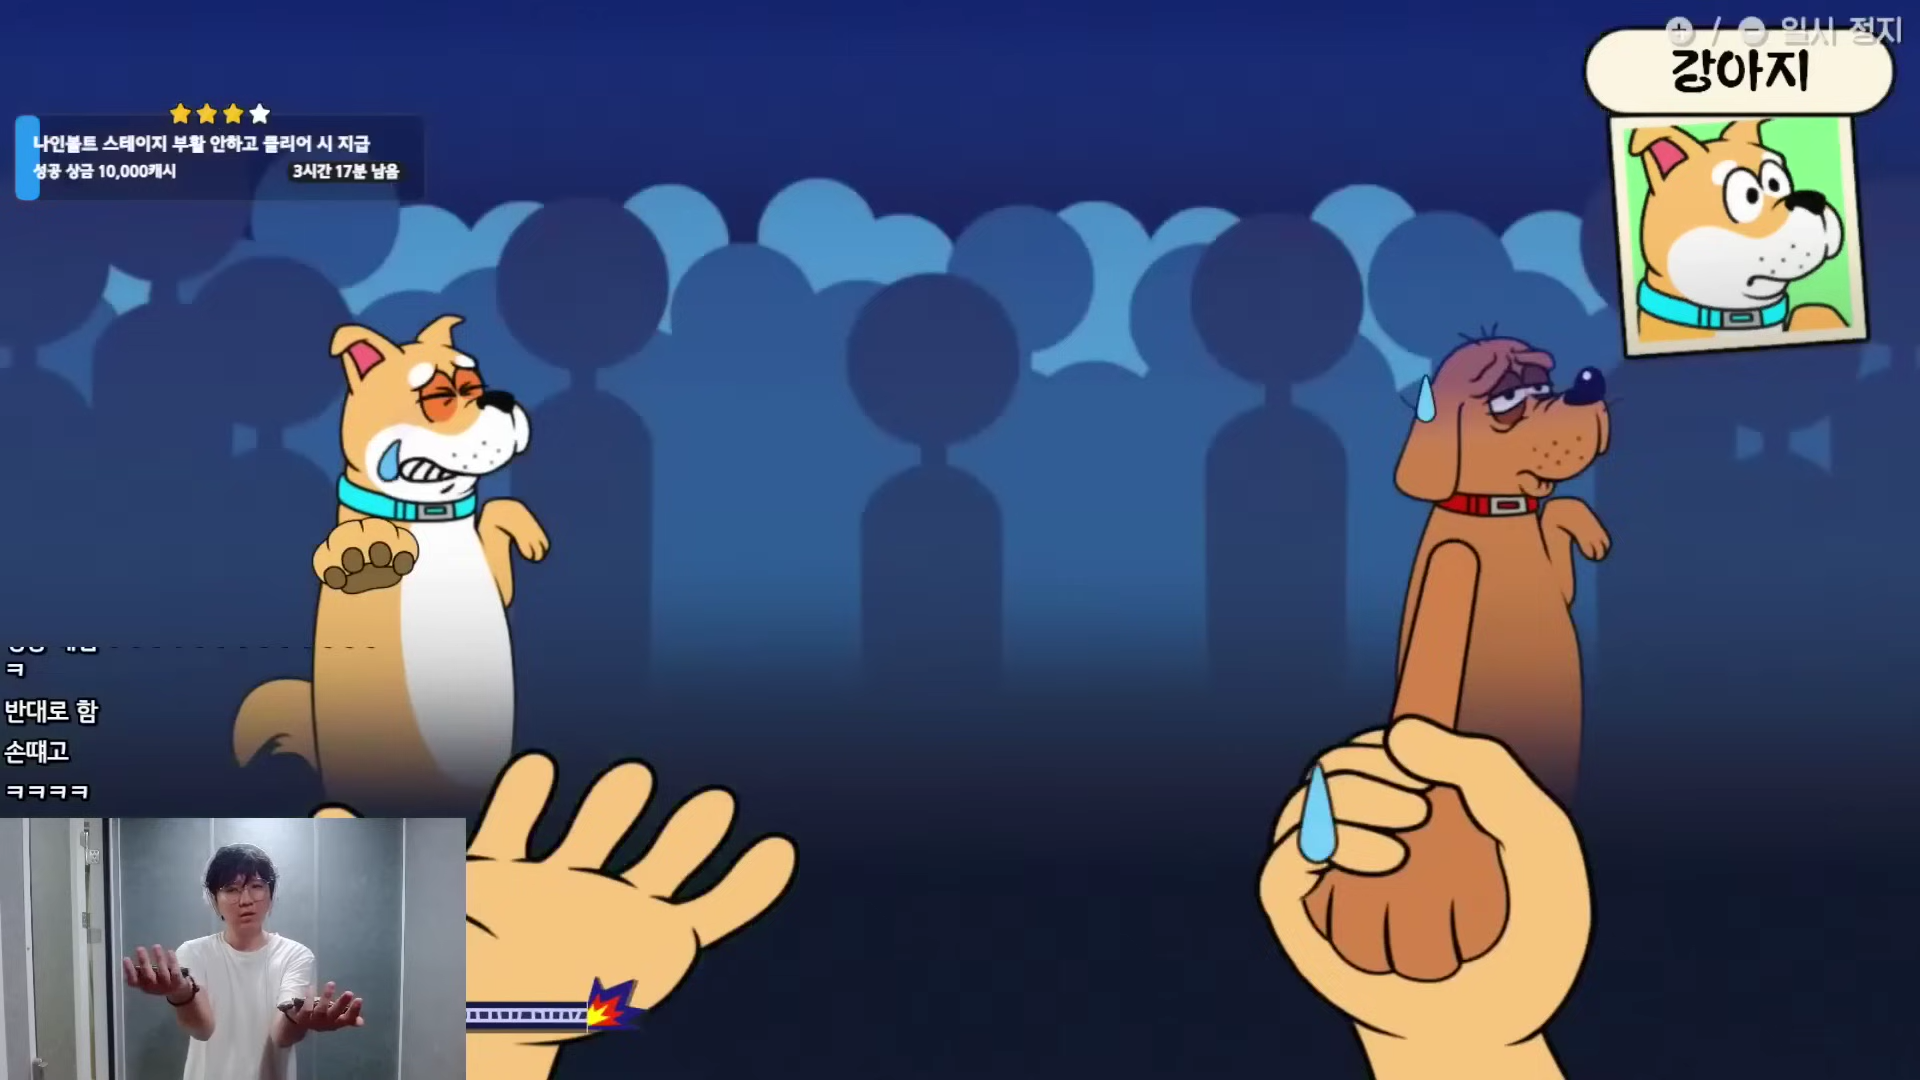 + / - 일시 정지
강아지
나인볼트 스테이지 부활 안하고 클리어 시 지급
성공 상금 10,000캐시
3시간 17분 남음
ㅋ
반대로 함
손떄고
ㅋㅋㅋㅋ